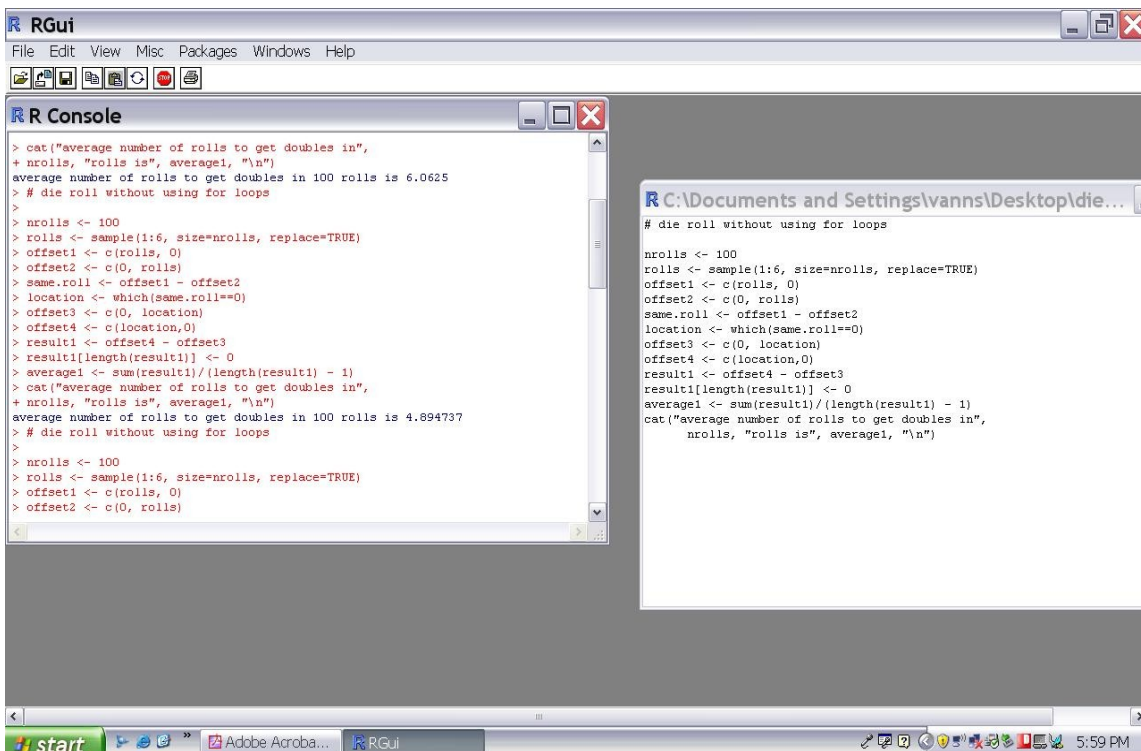 RGui
File Edit View Misc Packages Windows Help
STOP
R Console
> cat("average number of rolls to get doubles in",
+ nrolls, "rolls is", average1, "\n")
average number of rolls to get doubles in 100 rolls is 6.0625
> # die roll without using for loops
>
> nrolls <- 100
> rolls <- sample(1:6, size=nrolls, replace=TRUE)
> offset1 <- c(rolls, 0)
> offset2 <- c(0, rolls)
> same.roll <- offset1 - offset2
> location <- which(same.roll==0)
> offset3 <- c(0, location)
> offset4 <- c(location,0)
> result1 <- offset4 - offset3
> result1[length(result1)] <- 0
> average1 <- sum(result1)/(length(result1) - 1)
> cat("average number of rolls to get doubles in",
+ nrolls, "rolls is", average1, "\n")
average number of rolls to get doubles in 100 rolls is 4.894737
> # die roll without using for loops
>
> nrolls <- 100
> rolls <- sample(1:6, size=nrolls, replace=TRUE)
> offset1 <- c(rolls, 0)
> offset2 <- c(0, rolls)
C:\Documents and Settings\vanns\Desktop\die...
# die roll without using for loops
nrolls <- 100
rolls <- sample(1:6, size=nrolls, replace=TRUE)
offset1 <- c(rolls, 0)
offset2 <- c(0, rolls)
same.roll <- offset1 - offset2
location <- which(same.roll==0)
offset3 <- c(0, location)
offset4 <- c(location,0)
result1 <- offset4 - offset3
result1[length(result1)] <- 0
average1 <- sum(result1)/(length(result1) - 1)
cat("average number of rolls to get doubles in",
nrolls, "rolls is", average1, "\n")
start
Adobe Acroba...
RGui
5:59 PM